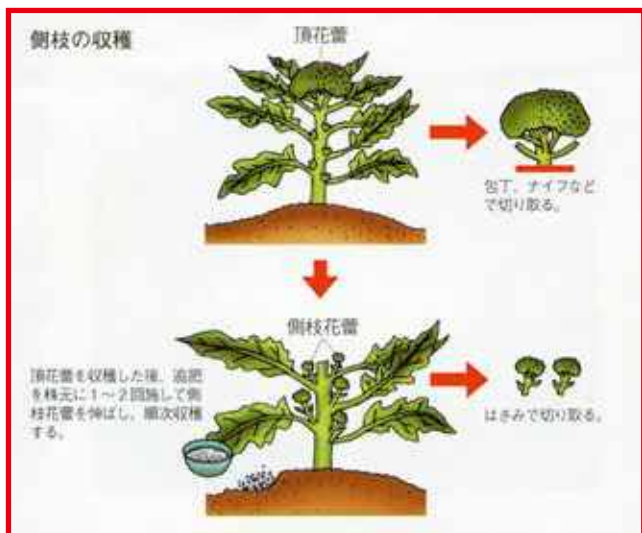 側枝の収穫
頂花蕾
包丁、ナイフなど
で切り取る。
側枝花蕾
頂花蕾を収穫した後、追肥
を株元に1〜2回施して側
枝花蕾を伸ばし、順次収穫
する。
はさみで切り取る。